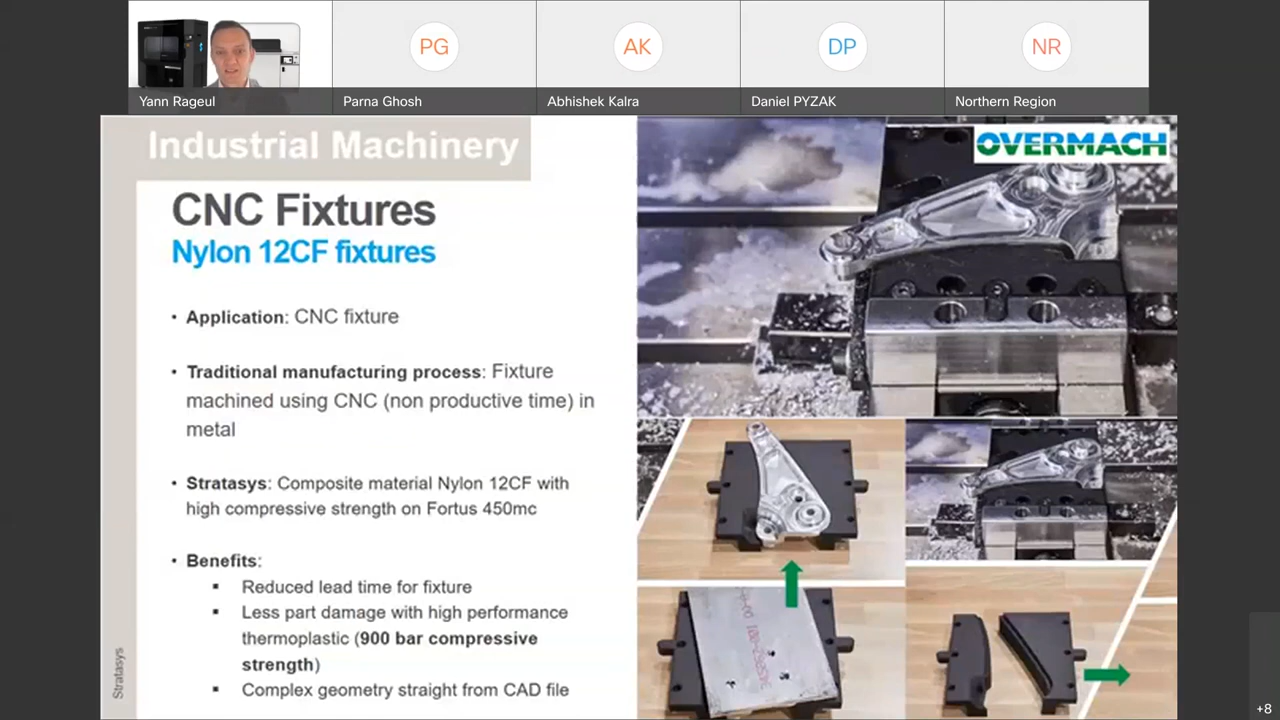 PG
AK
DP
NR
Yann Rageul
Parna Ghosh
Abhishek Kalra
Daniel PYZAK
Northern Region
Industrial Machinery
OVERMACH
CNC Fixtures
Nylon 12CF fixtures
• Application: CNC fixture
• Traditional manufacturing process: Fixture
machined using CNC (non productive time) in
metal
• Stratasys: Composite material Nylon 12CF with
high compressive strength on Fortus 450mc
• Benefits:
▪ Reduced lead time for fixture
▪ Less part damage with high performance
thermoplastic (900 bar compressive
strength)
▪ Complex geometry straight from CAD file
Stratasys
+8